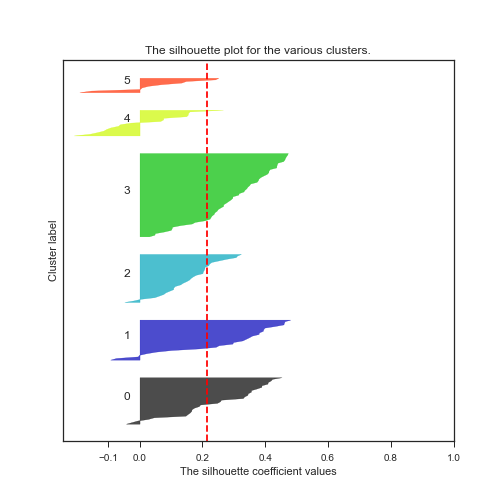 The silhouette plot for the various clusters.
5
4
3
2
1
0
Cluster label
−0.1 0.0 0.2 0.4 0.6 0.8 1.0
The silhouette coefficient values